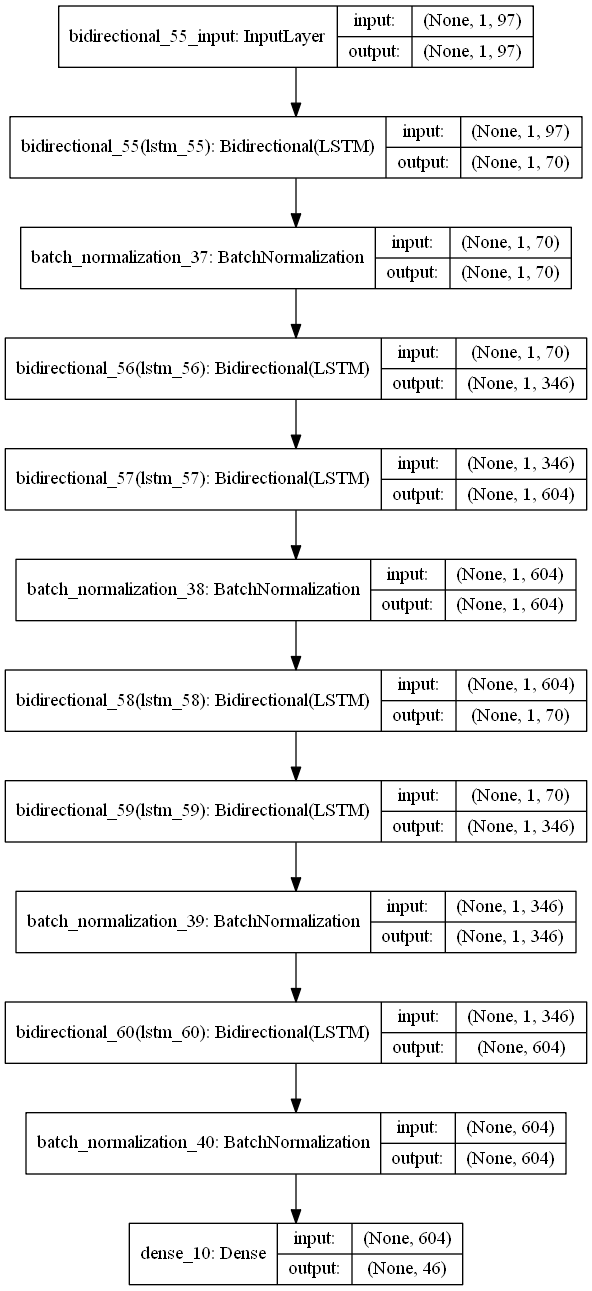 bidirectional_55_input: InputLayer
input: (None, 1, 97)
output: (None, 1, 97)
bidirectional_55(lstm_55): Bidirectional(LSTM)
input: (None, 1, 97)
output: (None, 1, 70)
batch_normalization_37: BatchNormalization
input: (None, 1, 70)
output: (None, 1, 70)
bidirectional_56(lstm_56): Bidirectional(LSTM)
input: (None, 1, 70)
output: (None, 1, 346)
bidirectional_57(lstm_57): Bidirectional(LSTM)
input: (None, 1, 346)
output: (None, 1, 604)
batch_normalization_38: BatchNormalization
input: (None, 1, 604)
output: (None, 1, 604)
bidirectional_58(lstm_58): Bidirectional(LSTM)
input: (None, 1, 604)
output: (None, 1, 70)
bidirectional_59(lstm_59): Bidirectional(LSTM)
input: (None, 1, 70)
output: (None, 1, 346)
batch_normalization_39: BatchNormalization
input: (None, 1, 346)
output: (None, 1, 346)
bidirectional_60(lstm_60): Bidirectional(LSTM)
input: (None, 1, 346)
output: (None, 604)
batch_normalization_40: BatchNormalization
input: (None, 604)
output: (None, 604)
dense_10: Dense
input: (None, 604)
output: (None, 46)